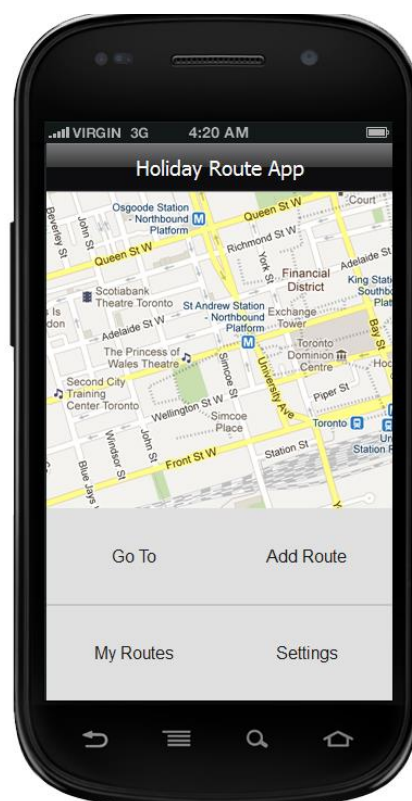 VIRGIN 3G 4:20 AM
Holiday Route App
Court
Osgoode Station
- Northbound
Platform
M
Queen St W
Beverley St
John St
Queen St W
Richmond St W
York St
Financial
District
Adelaide St
King
Scotiabank
Theatre Toronto
St Andrew Station
- Northbound
Platform
M
Exchange
Tower
Adelaide St W
Bay St
The Princess of
Wales Theatre
Toronto
Dominion
Centre
Second City
Training
Center Toronto
Simcoe St
University Ave
Piper St
Wellington St W
Simcoe
Place
Toronto
Windsor St
John St
Front St W
Station St
Station
Blue Jays
Go To
Add Route
My Routes
Settings